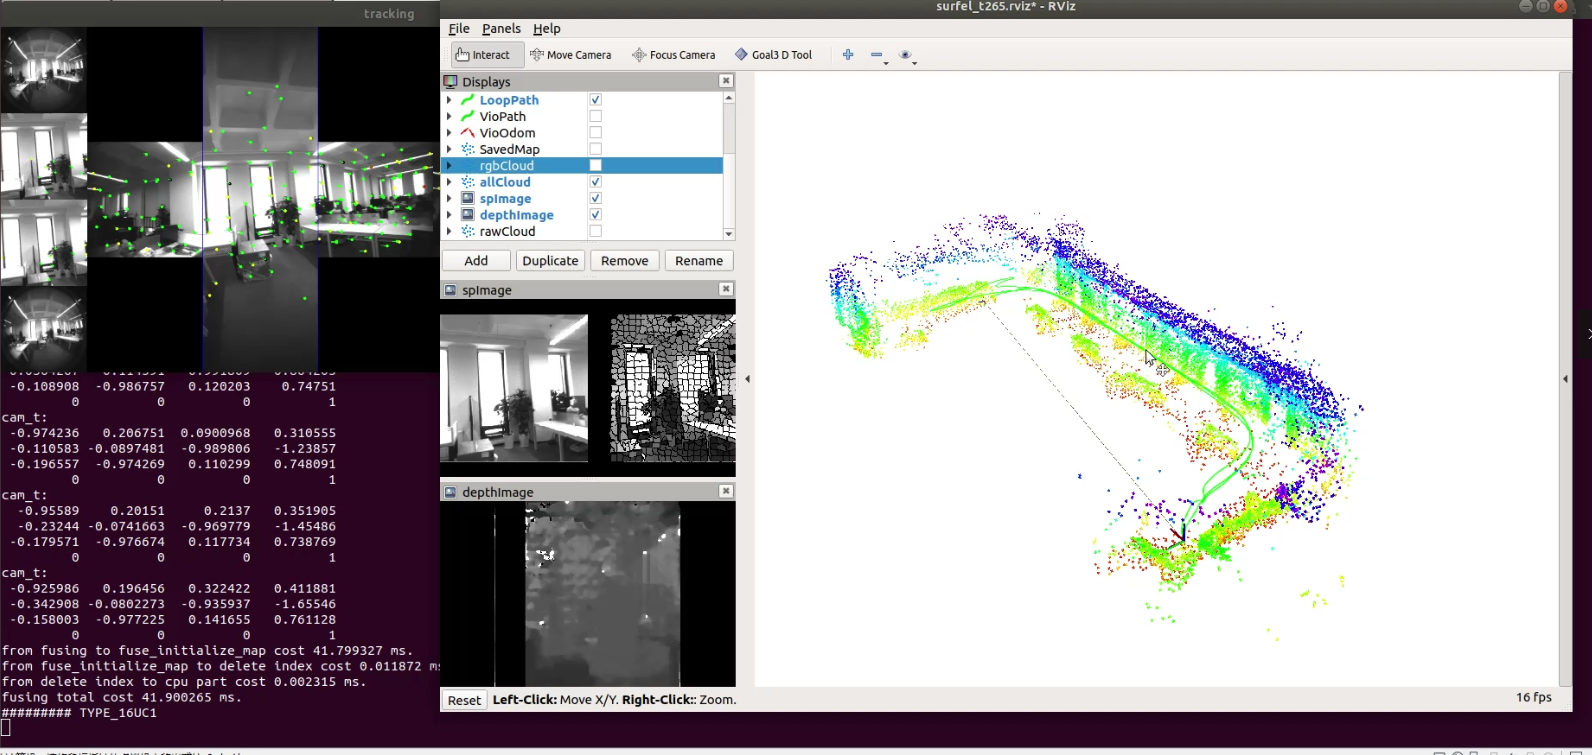 tracking
surfel_t265.rviz* - RViz
File Panels Help
Interact Move Camera Focus Camera Goal3 D Tool
Displays
LoopPath
VioPath
VioOdom
SavedMap
rgbCloud
allCloud
spImage
depthImage
rawCloud
Add Duplicate Remove Rename
spImage
depthImage
Reset Left-Click: Move X/Y. Right-Click:: Zoom.
16 fps
-0.108908 -0.986757 0.120203 0.74751
0 0 0 1
cam_t:
-0.974236 0.206751 0.0900968 0.310555
-0.110583 -0.0897481 -0.989806 -1.23857
-0.196557 -0.974269 0.110299 0.748091
0 0 0 1
cam_t:
-0.95589 0.20151 0.2137 0.351905
-0.23244 -0.0741663 -0.969779 -1.45486
-0.179571 -0.976674 0.117734 0.738769
0 0 0 1
cam_t:
-0.925986 0.196456 0.322422 0.411881
-0.342908 -0.0802273 -0.935937 -1.65546
-0.158003 -0.977225 0.141655 0.761128
0 0 0 1
from fusing to fuse_initialize_map cost 41.799327 ms.
from fuse_initialize_map to delete index cost 0.011872 m
from delete index to cpu part cost 0.002315 ms.
fusing total cost 41.900265 ms.
######### TYPE_16UC1